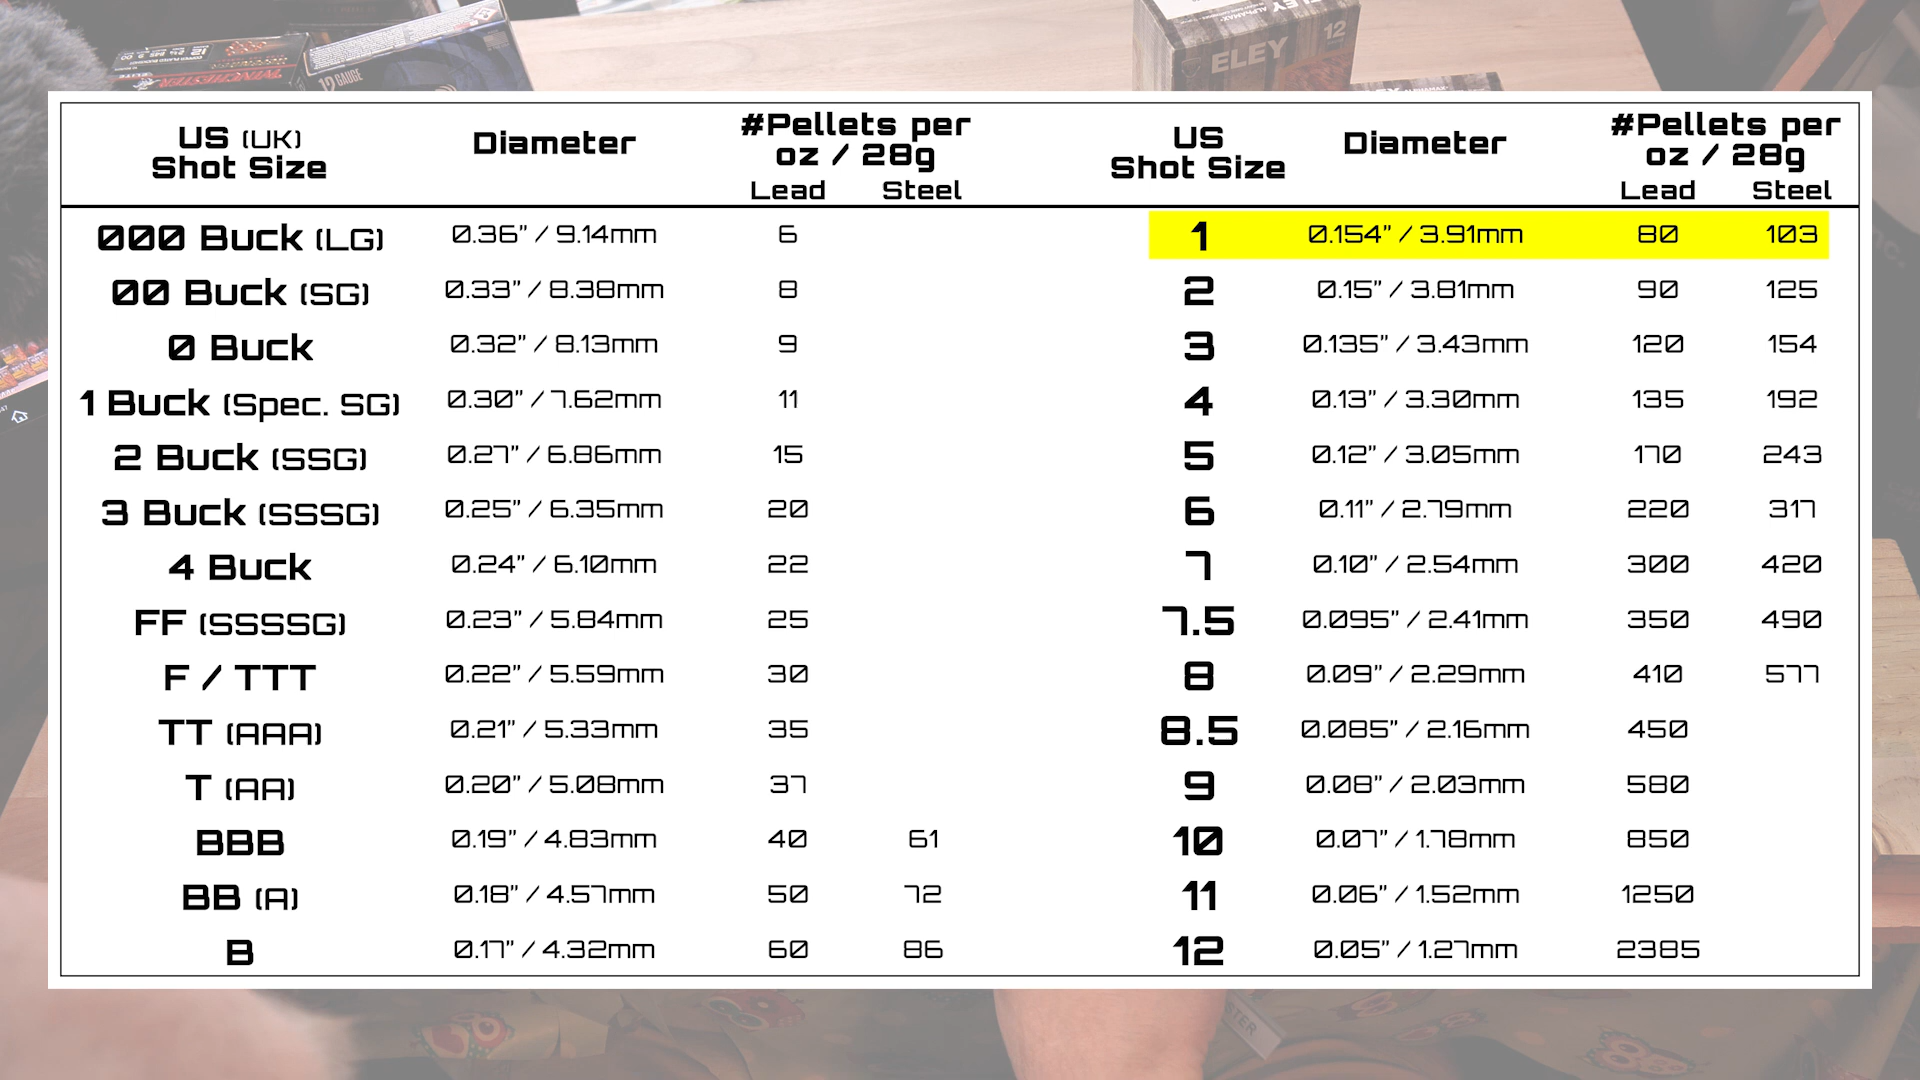 ELEY
12
12 GAUGE
WINCHESTER
US (UK) Shot Size Diameter #Pellets per oz / 28g Lead Steel
US Shot Size Diameter #Pellets per oz / 28g Lead Steel
000 Buck (LG) 0.36” / 9.14mm 6
00 Buck (SG) 0.33” / 8.38mm 8
0 Buck 0.32” / 8.13mm 9
1 Buck (Spec. SG) 0.30” / 7.62mm 11
2 Buck (SSG) 0.27” / 6.86mm 15
3 Buck (SSSG) 0.25” / 6.35mm 20
4 Buck 0.24” / 6.10mm 22
FF (SSSSG) 0.23” / 5.84mm 25
F / TTT 0.22” / 5.59mm 30
TT (AAA) 0.21” / 5.33mm 35
T (AA) 0.20” / 5.08mm 37
BBB 0.19” / 4.83mm 40 61
BB (A) 0.18” / 4.57mm 50 72
B 0.17” / 4.32mm 60 86
1 0.154” / 3.91mm 80 103
2 0.15” / 3.81mm 90 125
3 0.135” / 3.43mm 120 154
4 0.13” / 3.30mm 135 192
5 0.12” / 3.05mm 170 243
6 0.11” / 2.79mm 220 317
7 0.10” / 2.54mm 300 420
7.5 0.095” / 2.41mm 350 490
8 0.09” / 2.29mm 410 577
8.5 0.085” / 2.16mm 450
9 0.08” / 2.03mm 580
10 0.07” / 1.78mm 850
11 0.06” / 1.52mm 1250
12 0.05” / 1.27mm 2385